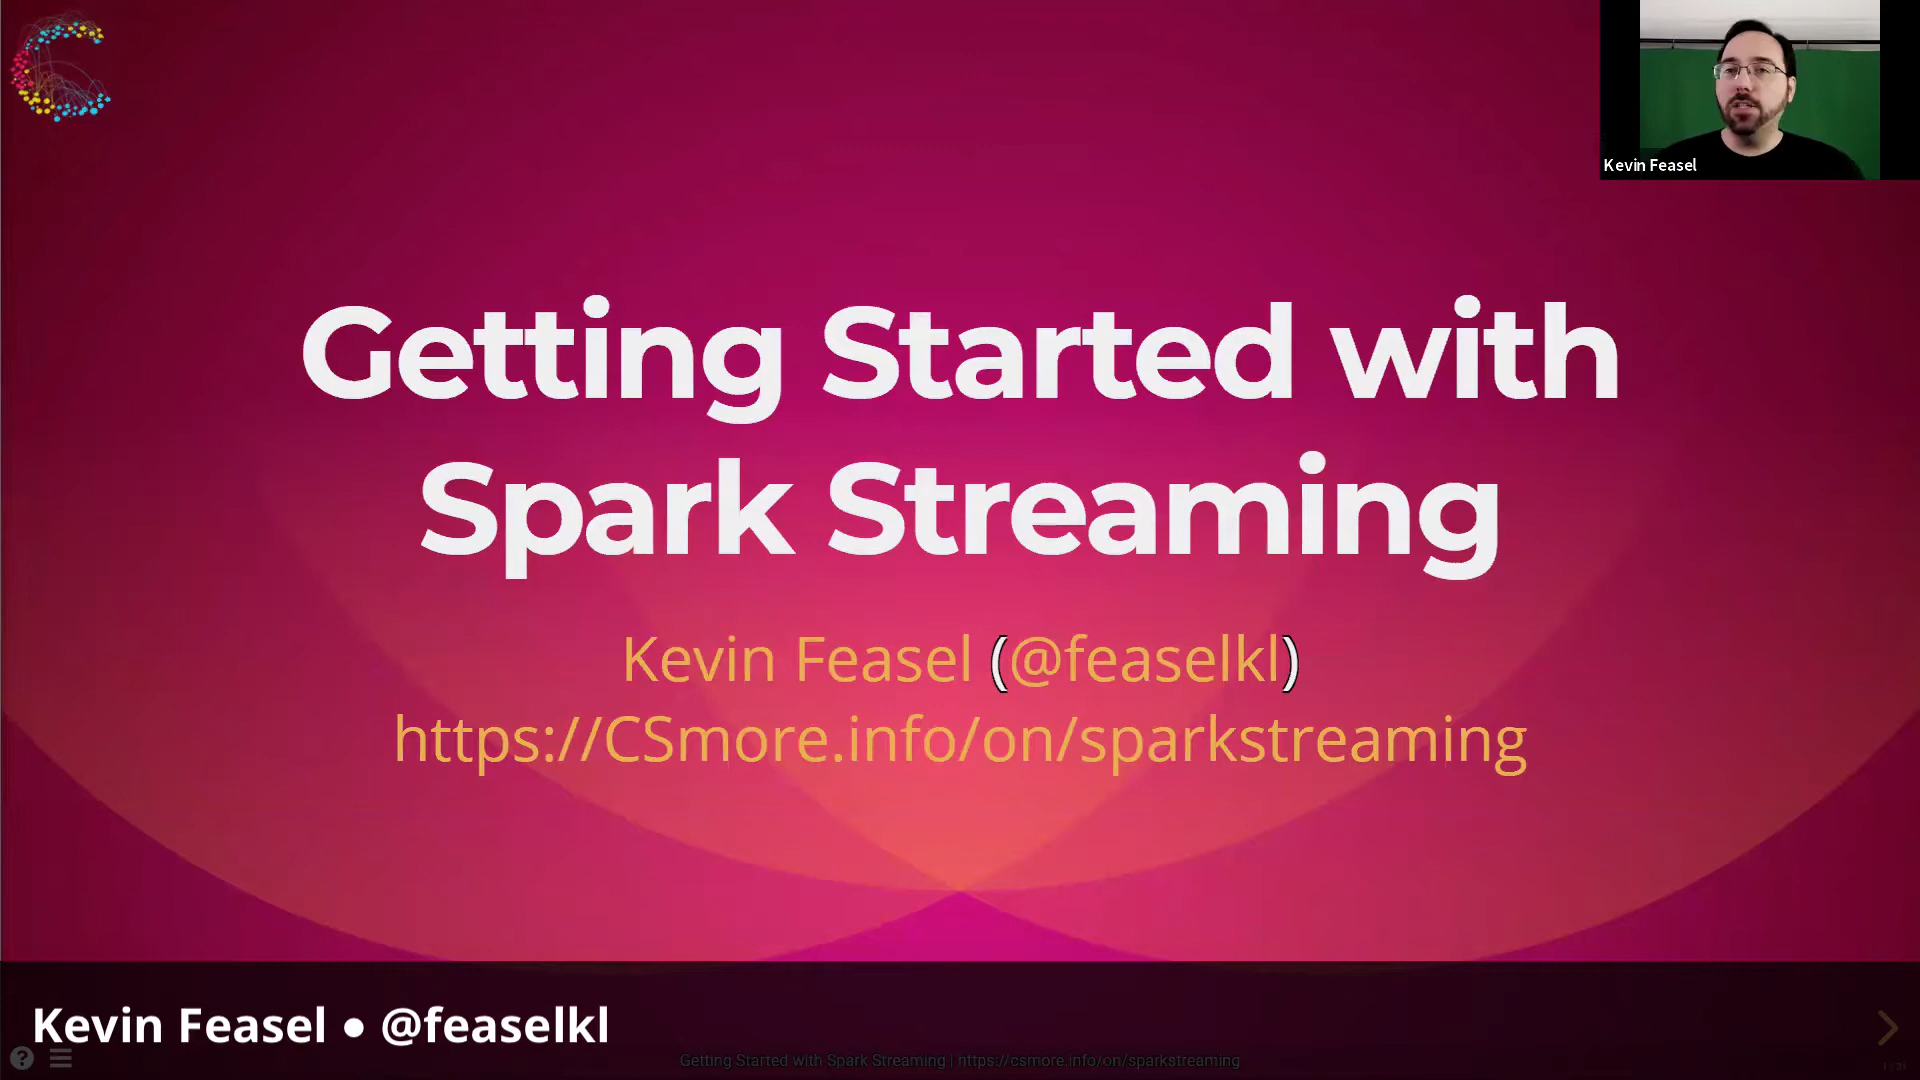 Kevin Feasel
Getting Started with
Spark Streaming
Kevin Feasel (@feaselkl)
https://CSmore.info/on/sparkstreaming
Kevin Feasel ● @feaselkl
Getting Started with Spark Streaming | https://csmore.info/on/sparkstreaming